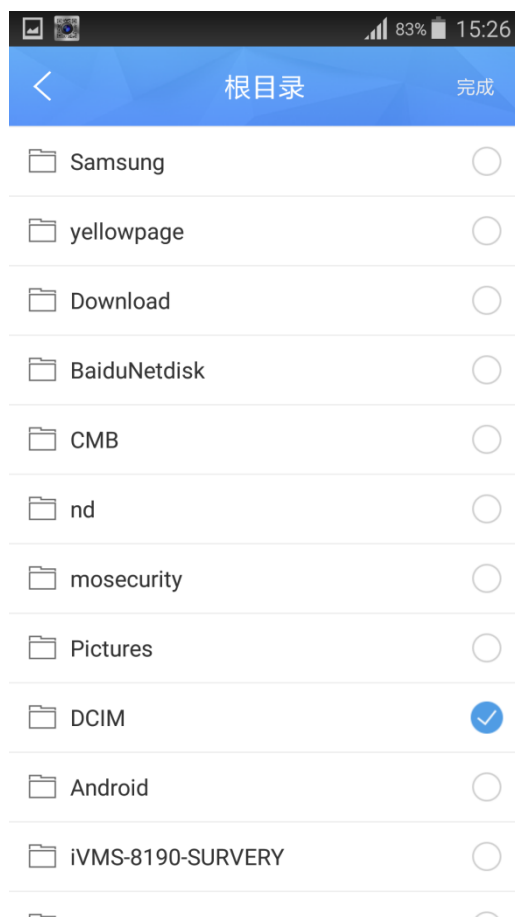 83% 15:26
根目录 完成
Samsung
yellowpage
Download
BaiduNetdisk
CMB
nd
mosecurity
Pictures
DCIM
Android
iVMS-8190-SURVERY